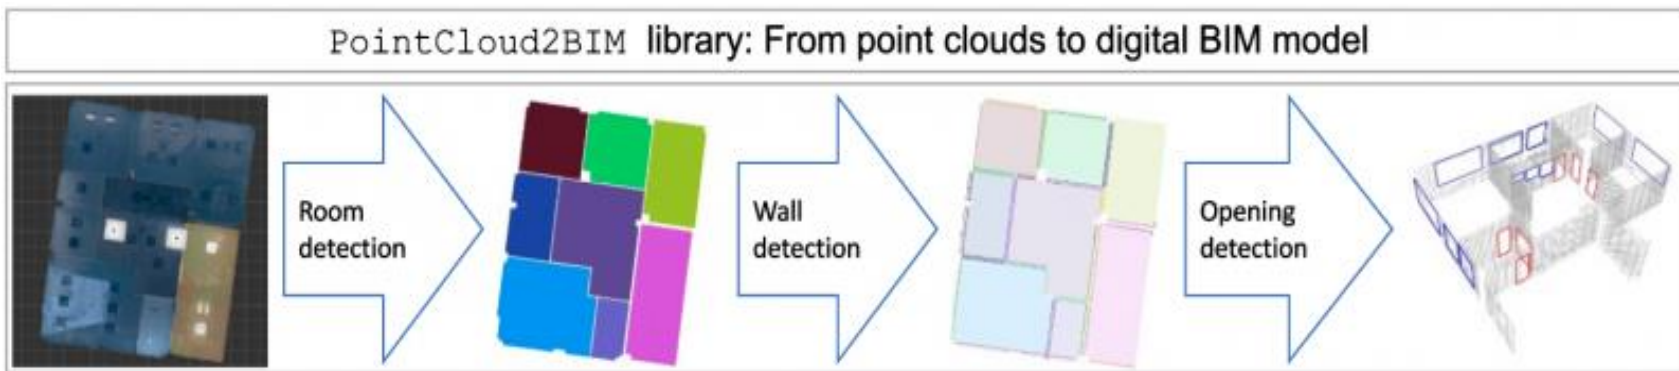 PointCloud2BIM library: From point clouds to digital BIM model
Room
detection
Wall
detection
Opening
detection